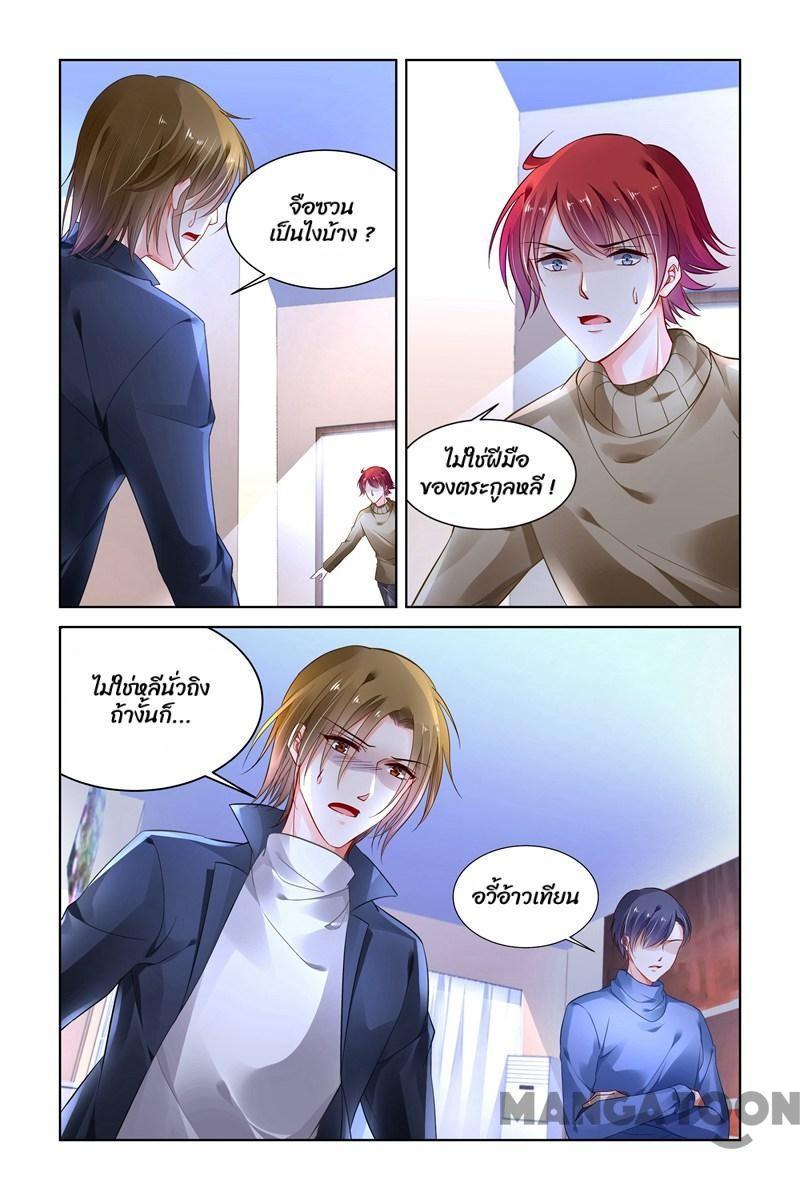 จือซวน
เป็นไงบ้าง ?
ไม่ใช่ฝีมือ
ของตระกูลหลี !
ไม่ใช่หลีนั่วถิง
ถ้างั้นก็...
อวี้อ้าวเทียน
MANGATOON